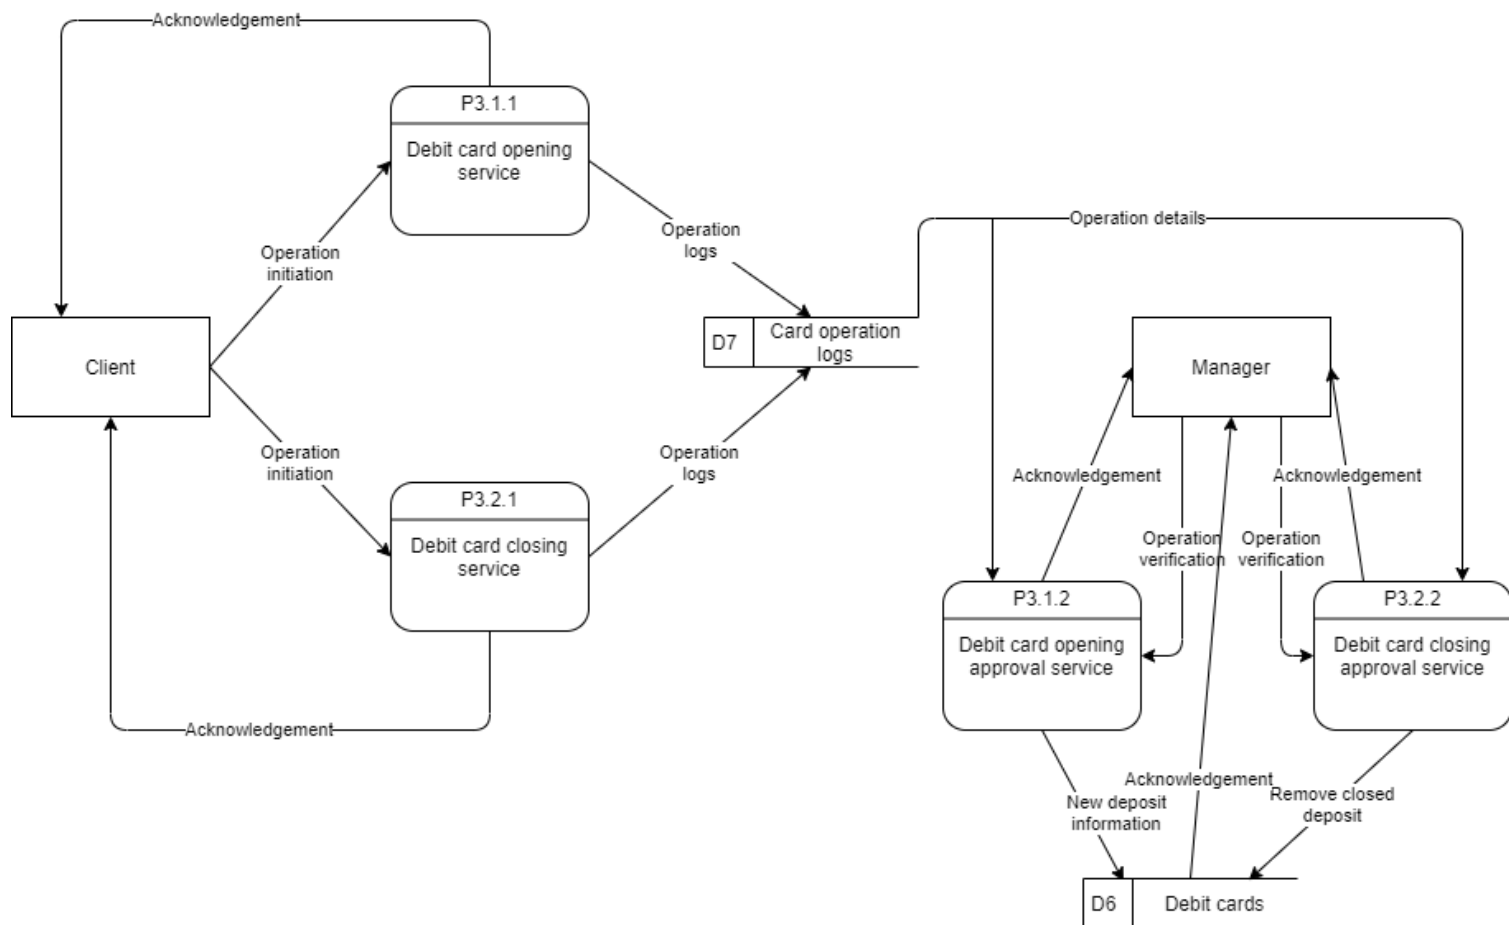 Acknowledgement
P3.1.1
Debit card opening
service
Operation
initiation
Operation
logs
Operation details
Client
D7
Card operation
logs
Manager
Operation
initiation
Operation
logs
P3.2.1
Debit card closing
service
Acknowledgement
Acknowledgement
Acknowledgement
Operation
verification
Operation
verification
P3.1.2
Debit card opening
approval service
P3.2.2
Debit card closing
approval service
Acknowledgement
New deposit
information
Remove closed
deposit
D6
Debit cards